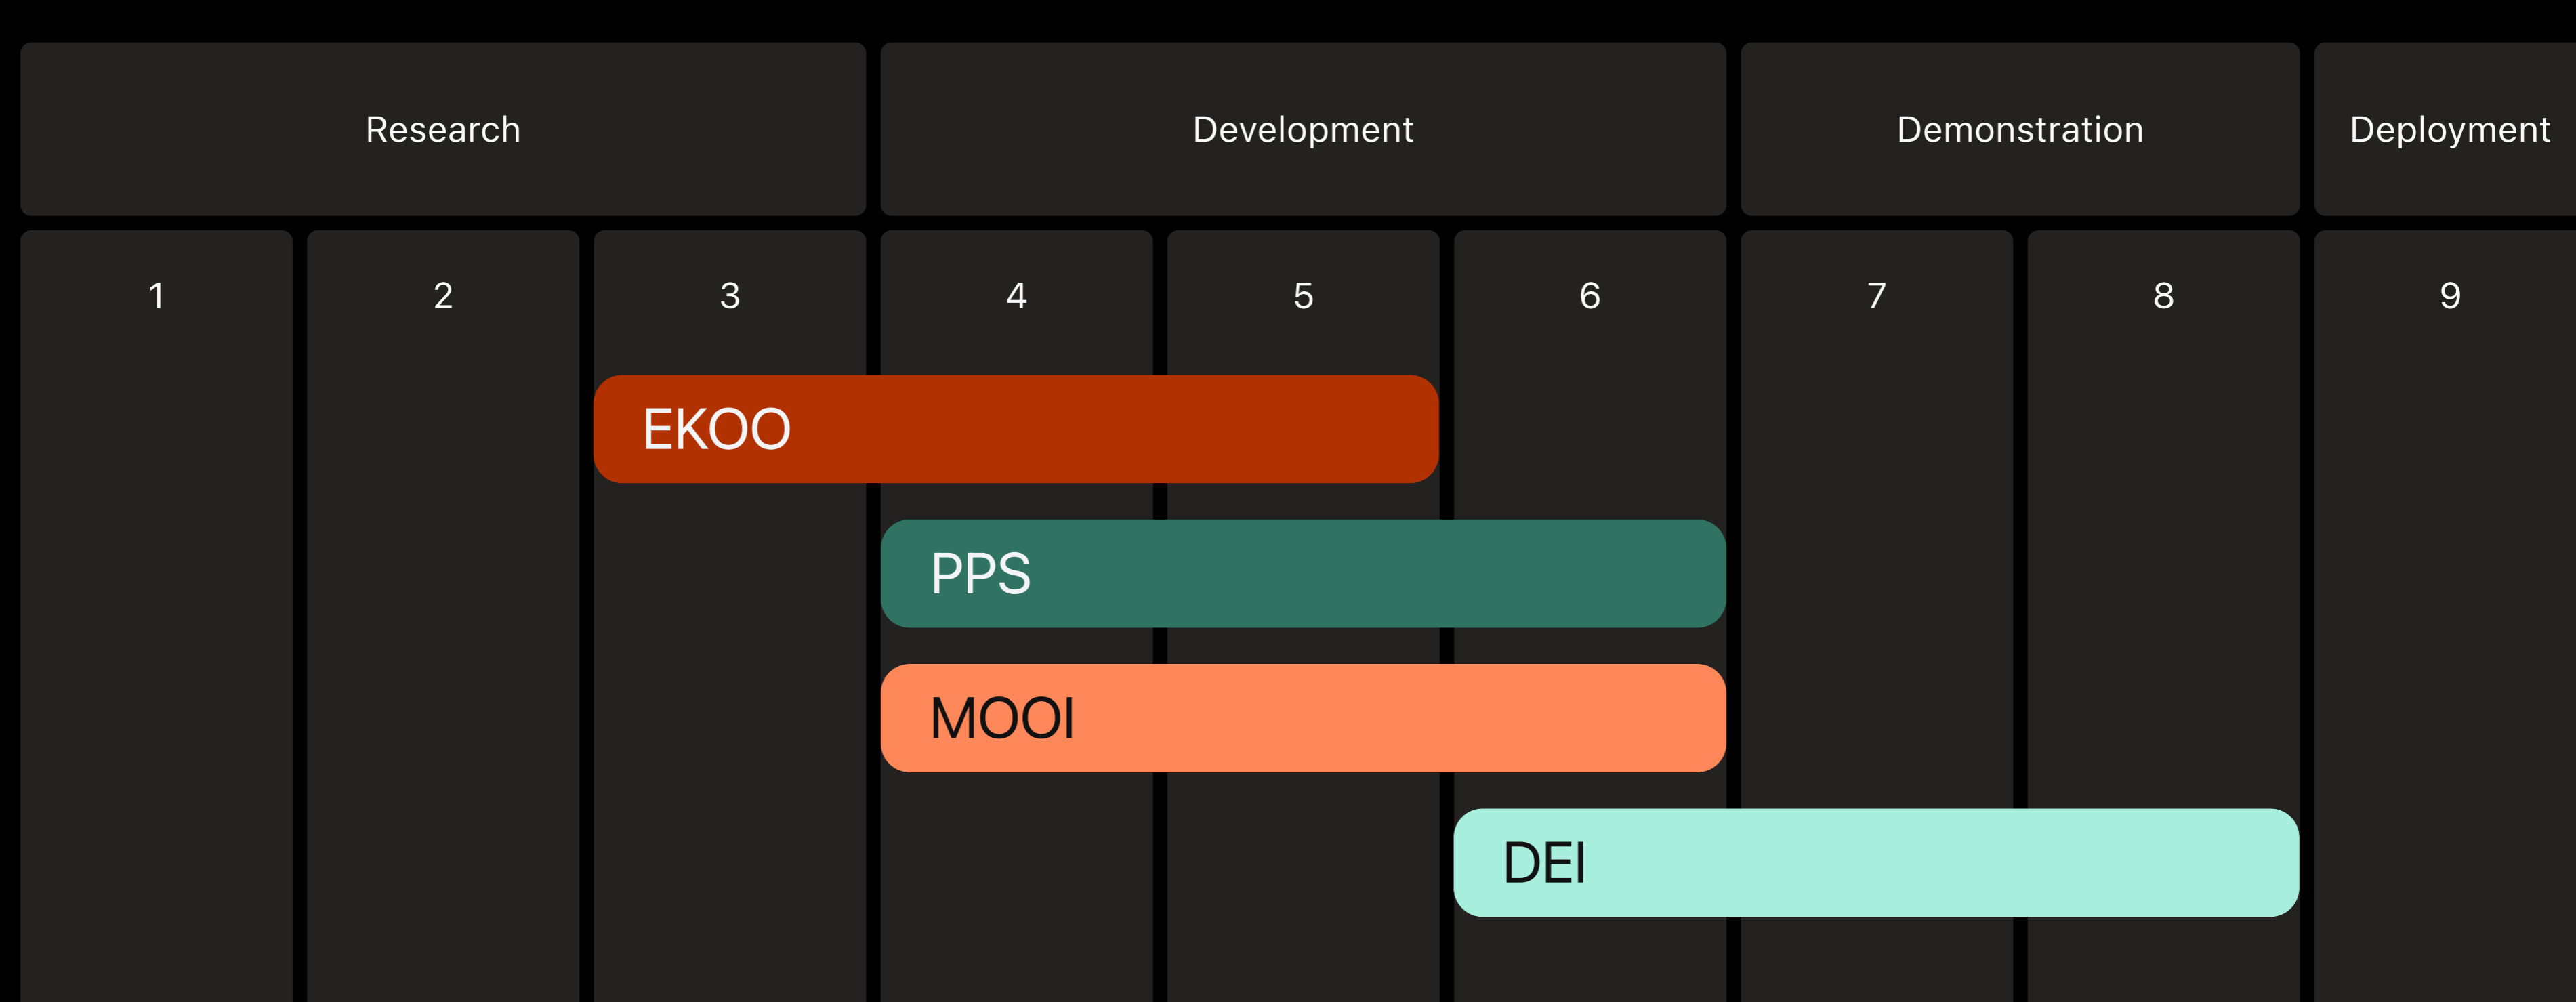 Research Development Demonstration Deployment
1 2 3 4 5 6 7 8 9
EKOO
PPS
MOOI
DEI